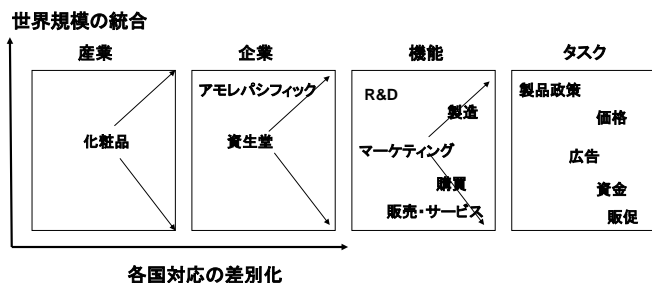 世界規模の統合
産業
企業
機能
タスク
化粧品
アモレパシフィック
資生堂
R&D
製造
マーケティング
購買
販売・サービス
製品政策
価格
広告
資金
販促
各国対応の差別化